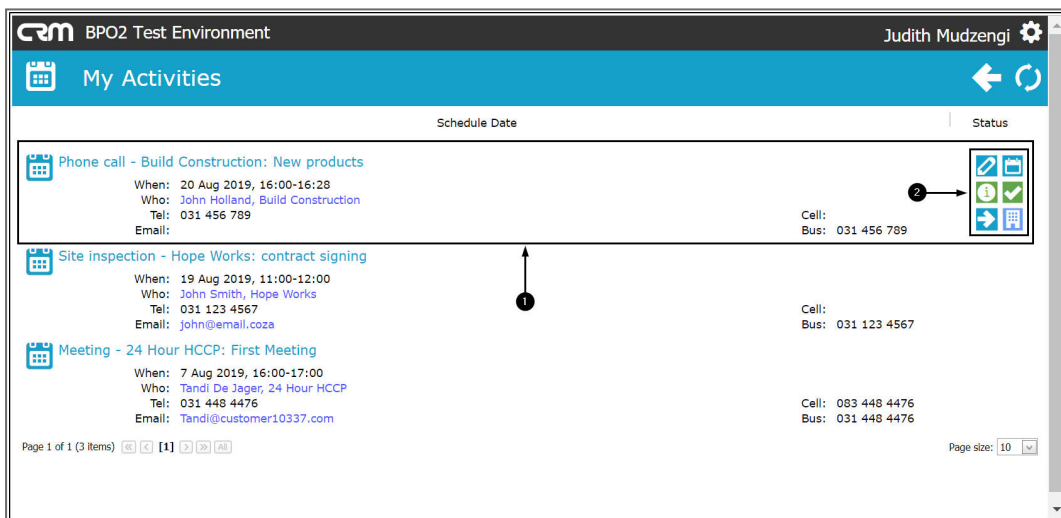 CRM BPO2 Test Environment Judith Mudzengi
My Activities
Schedule Date Status
Phone call - Build Construction: New products
When: 20 Aug 2019, 16:00-16:28
Who: John Holland, Build Construction
Tel: 031 456 789 Cell:
Email: Bus: 031 456 789
2
Site inspection - Hope Works: contract signing
When: 19 Aug 2019, 11:00-12:00
Who: John Smith, Hope Works
1
Tel: 031 123 4567 Cell:
Email: john@email.coza Bus: 031 123 4567
Meeting - 24 Hour HCCP: First Meeting
When: 7 Aug 2019, 16:00-17:00
Who: Tandi De Jager, 24 Hour HCCP
Tel: 031 448 4476 Cell: 083 448 4476
Email: Tandi@customer10337.com Bus: 031 448 4476
Page 1 of 1 (3 items) [1] All Page size: 10